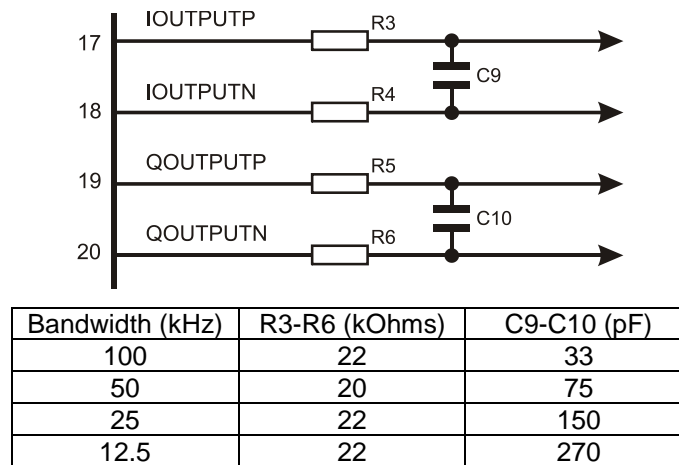 IOUTPUTP
17
R3
C9
IOUTPUTN
18
R4
QOUTPUTP
19
R5
C10
QOUTPUTN
20
R6
Bandwidth (kHz) R3-R6 (kOhms) C9-C10 (pF)
100 22 33
50 20 75
25 22 150
12.5 22 270